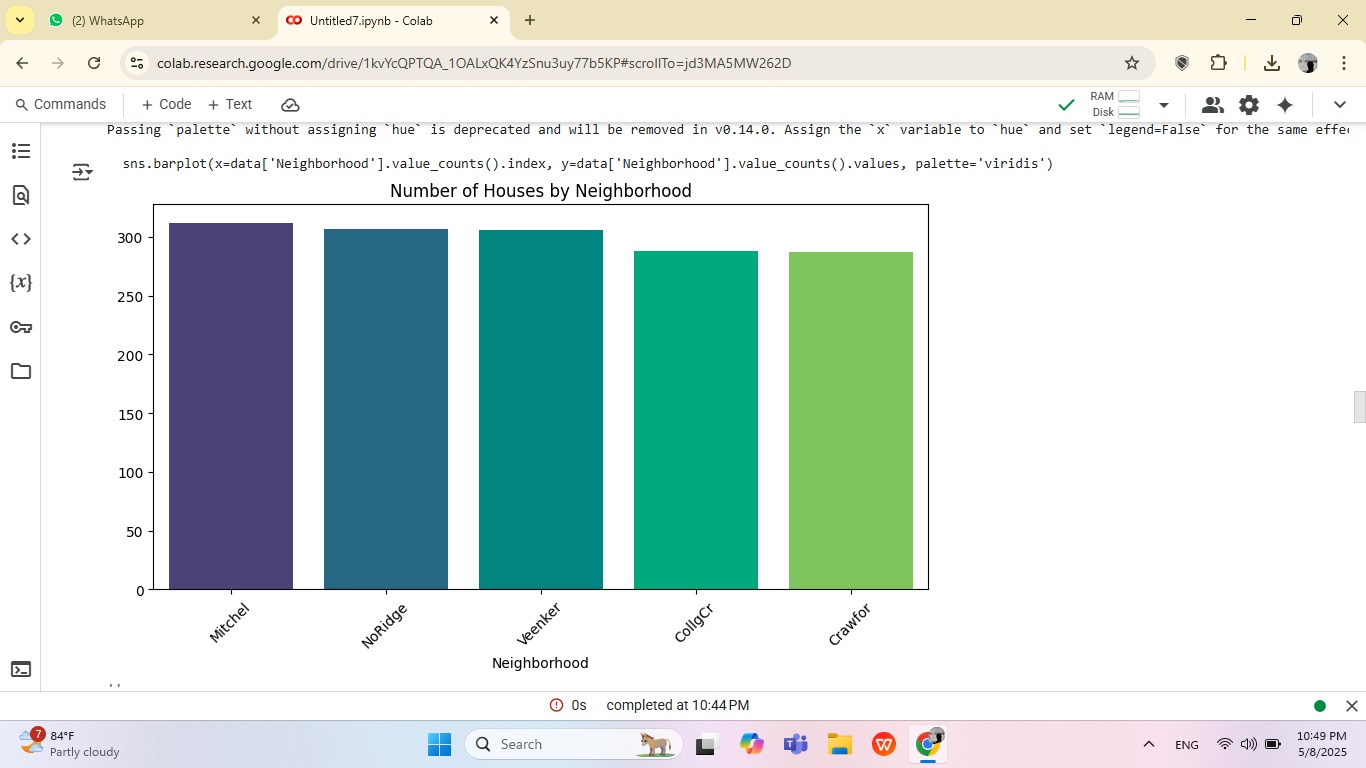 (2) WhatsApp
Untitled7.ipynb - Colab
colab.research.google.com/drive/1kvYcQPTQA_1OALxQK4YzSnu3uy77b5KP#scrollTo=jd3MA5MW262D
Commands + Code + Text
RAM
Disk
Passing `palette` without assigning `hue` is deprecated and will be removed in v0.14.0. Assign the `x` variable to `hue` and set `legend=False` for the same effec
sns.barplot(x=data['Neighborhood'].value_counts().index, y=data['Neighborhood'].value_counts().values, palette='viridis')
Number of Houses by Neighborhood
300
250
200
150
100
50
0
Mitchel
NoRidge
Veenker
CollgCr
Crawfor
Neighborhood
0s completed at 10:44 PM
7
84°F
Partly cloudy
Search
ENG
10:49 PM
5/8/2025